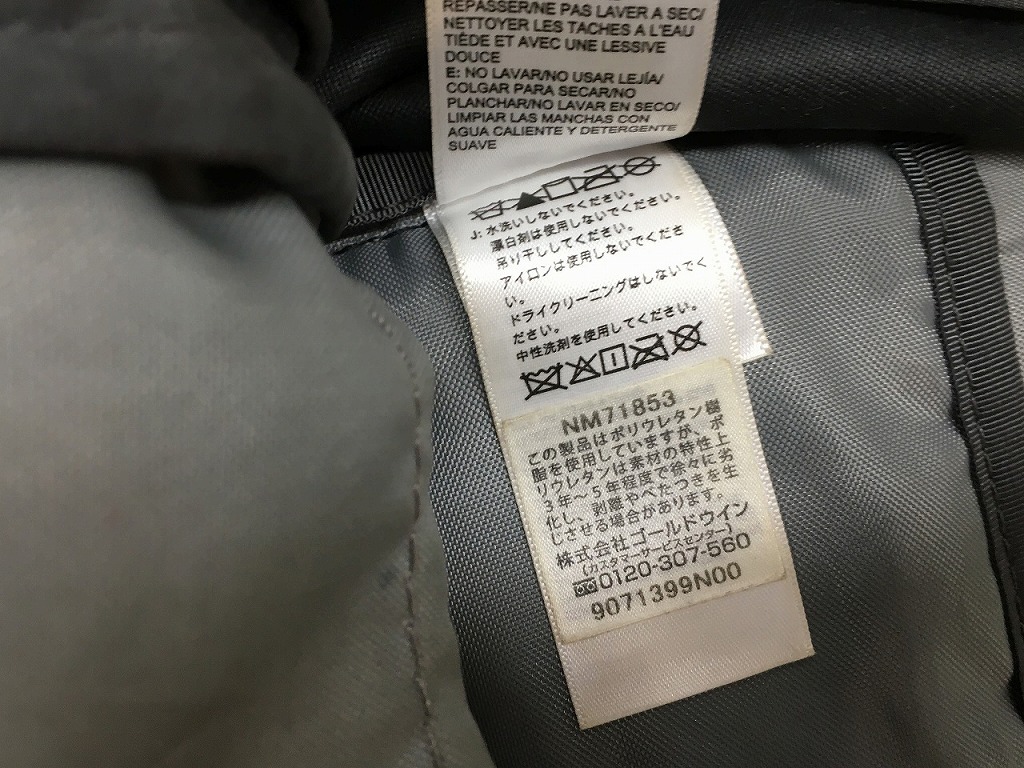 REPASSER/NE PAS LAVER A SEC/
NETTOYER LES TACHES A L'EAU
TIÈDE ET AVEC UNE LESSIVE
DOUCE
E: NO LAVAR/NO USAR LEJÍA/
COLGAR PARA SECAR/NO
PLANCHAR/NO LAVAR EN SECO/
LIMPIAR LAS MANCHAS CON
AGUA CALIENTE Y DETERGENTE
SUAVE
J: 水洗いしないでください。
漂白剤は使用しないでください。
吊り干ししてください。
アイロンは使用しないでくださ
い。
ドライクリーニングはしないでく
ださい。
中性洗剤を使用してください。
NM71853
この製品はポリウレタン樹
脂を使用していますが、ポ
リウレタンは素材の特性上
3年〜5年程度で徐々に劣
化し、剥離やべたつきを生
じさせる場合があります。
株式会社ゴールドウイン
(カスタマーサービスセンター)
0120-307-560
9071399N00